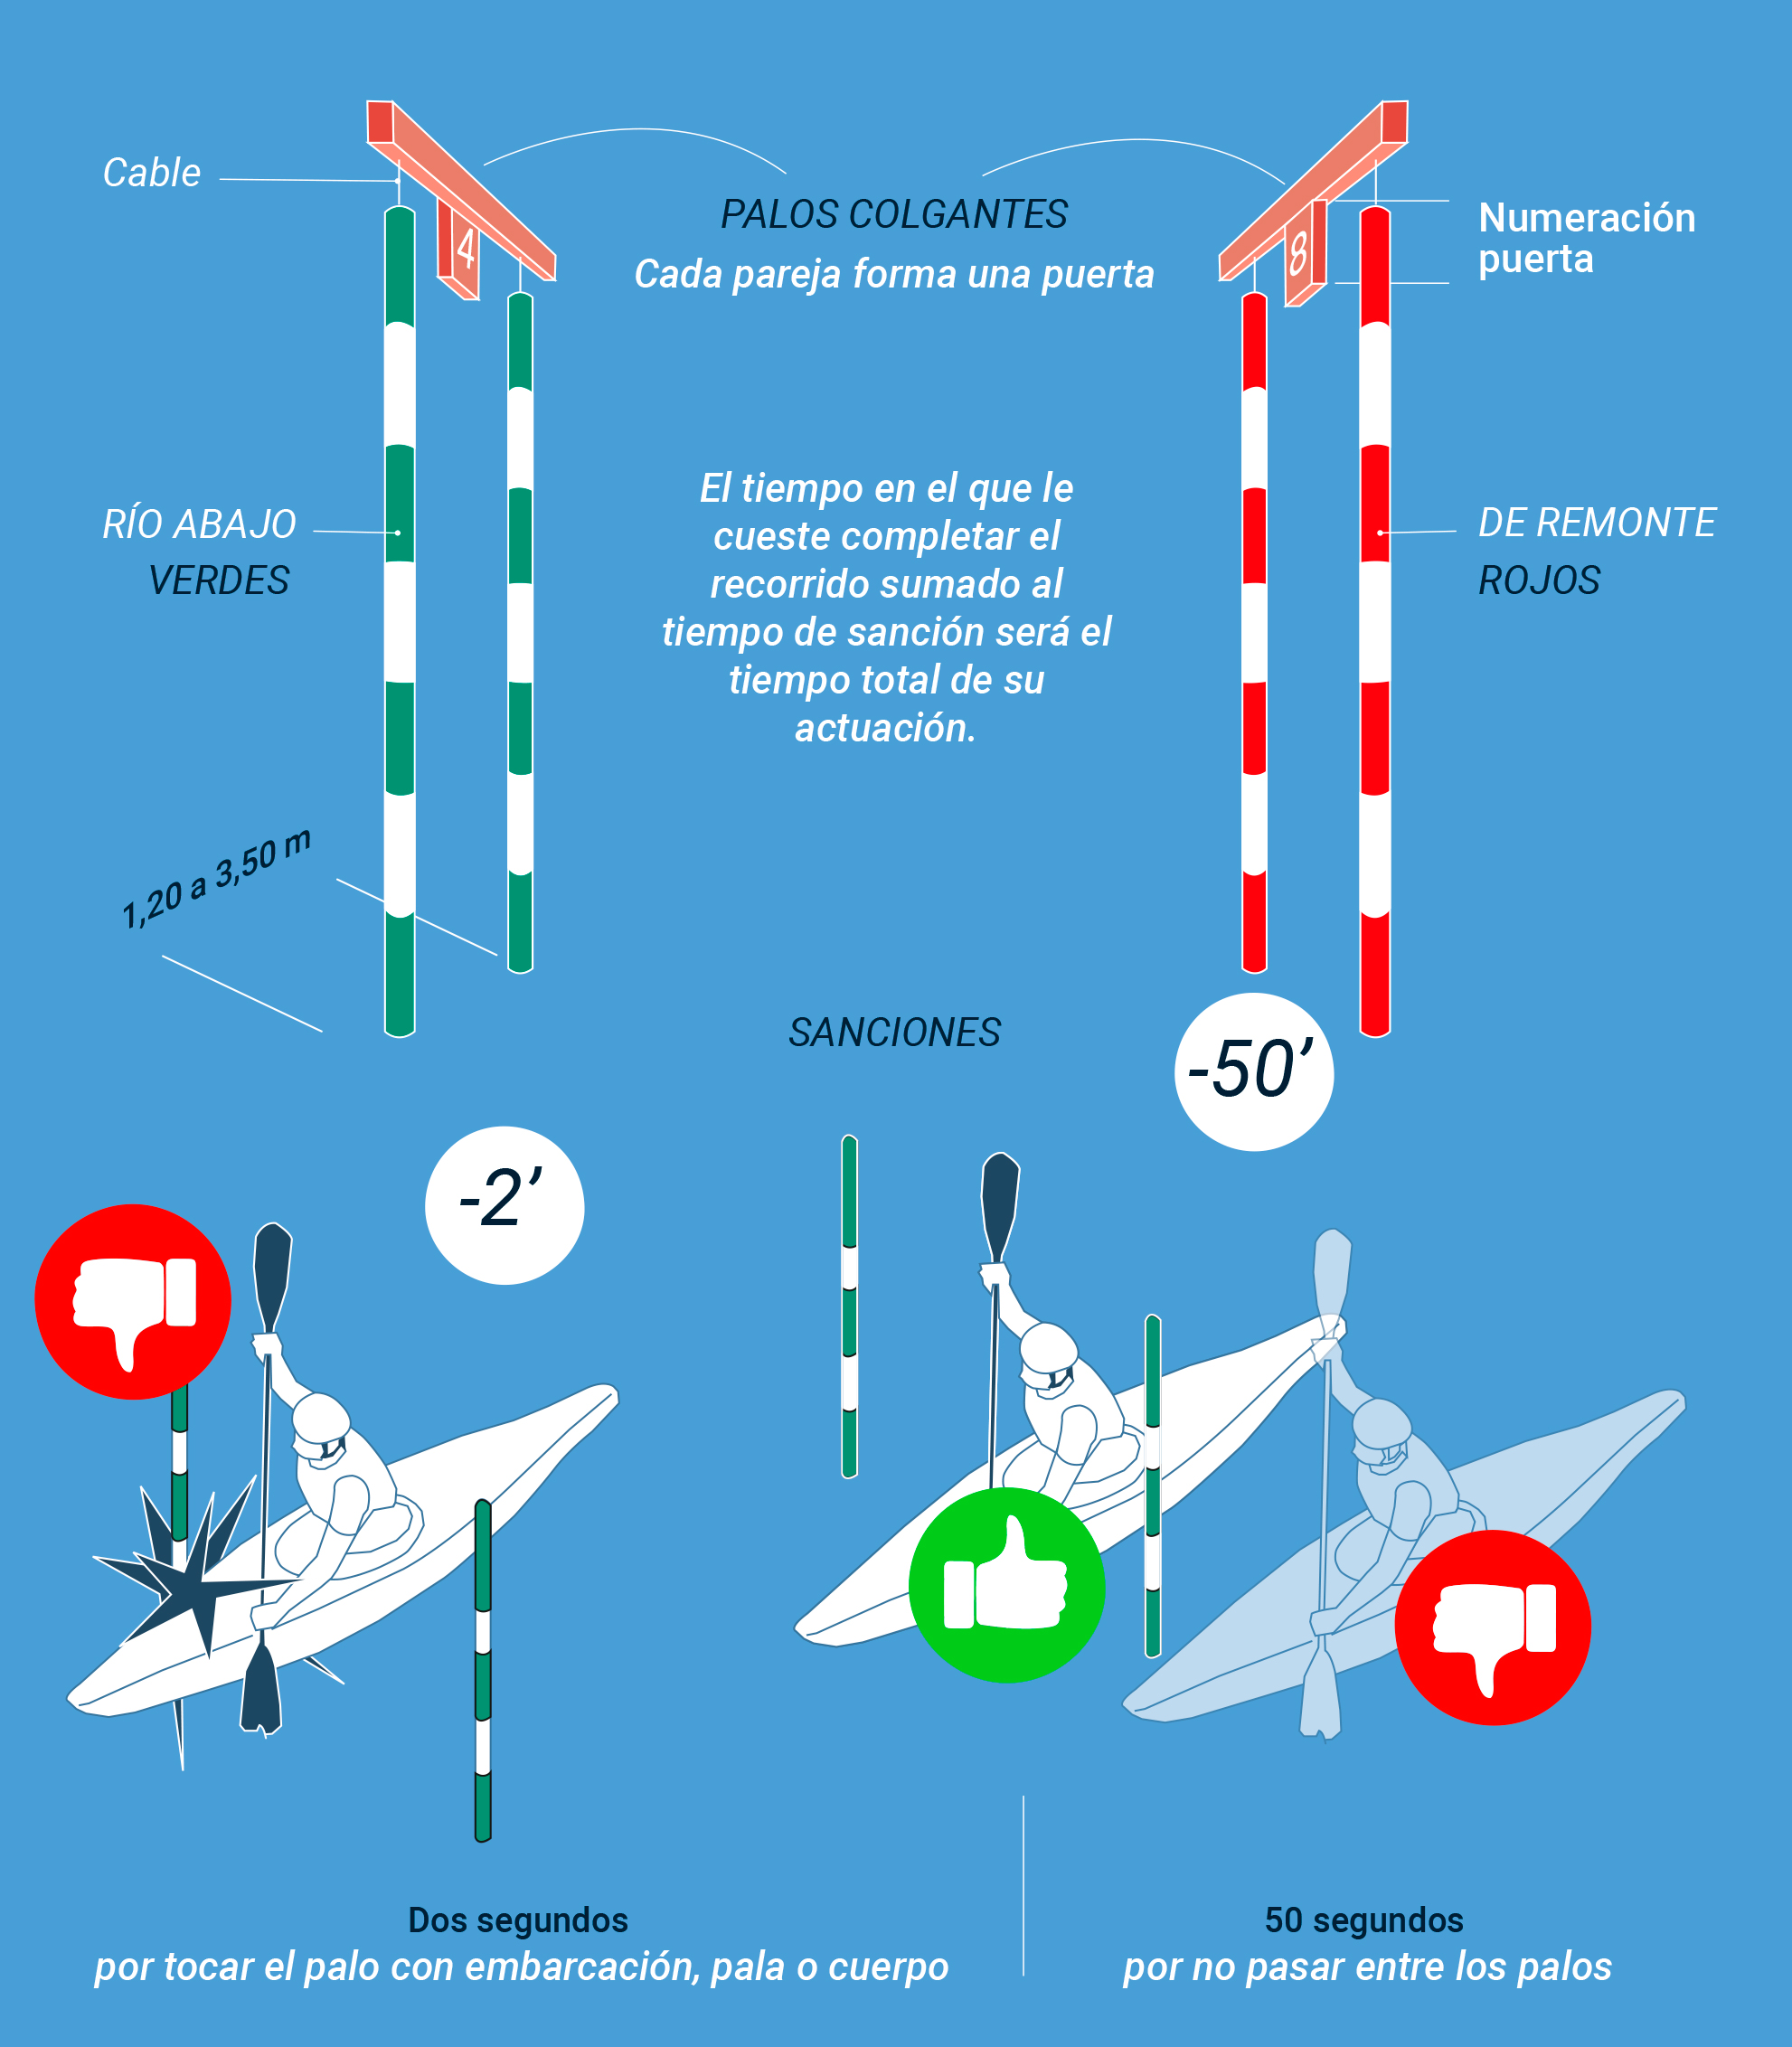 Cable
4
PALOS COLGANTES
Cada pareja forma una puerta
8
Numeración
puerta
RÍO ABAJO
VERDES
El tiempo en el que le
cueste completar el
recorrido sumado al
tiempo de sanción será el
tiempo total de su
actuación.
DE REMONTE
ROJOS
1,20 a 3,50 m
SANCIONES
-50’
-2’
Dos segundos
por tocar el palo con embarcación, pala o cuerpo
50 segundos
por no pasar entre los palos